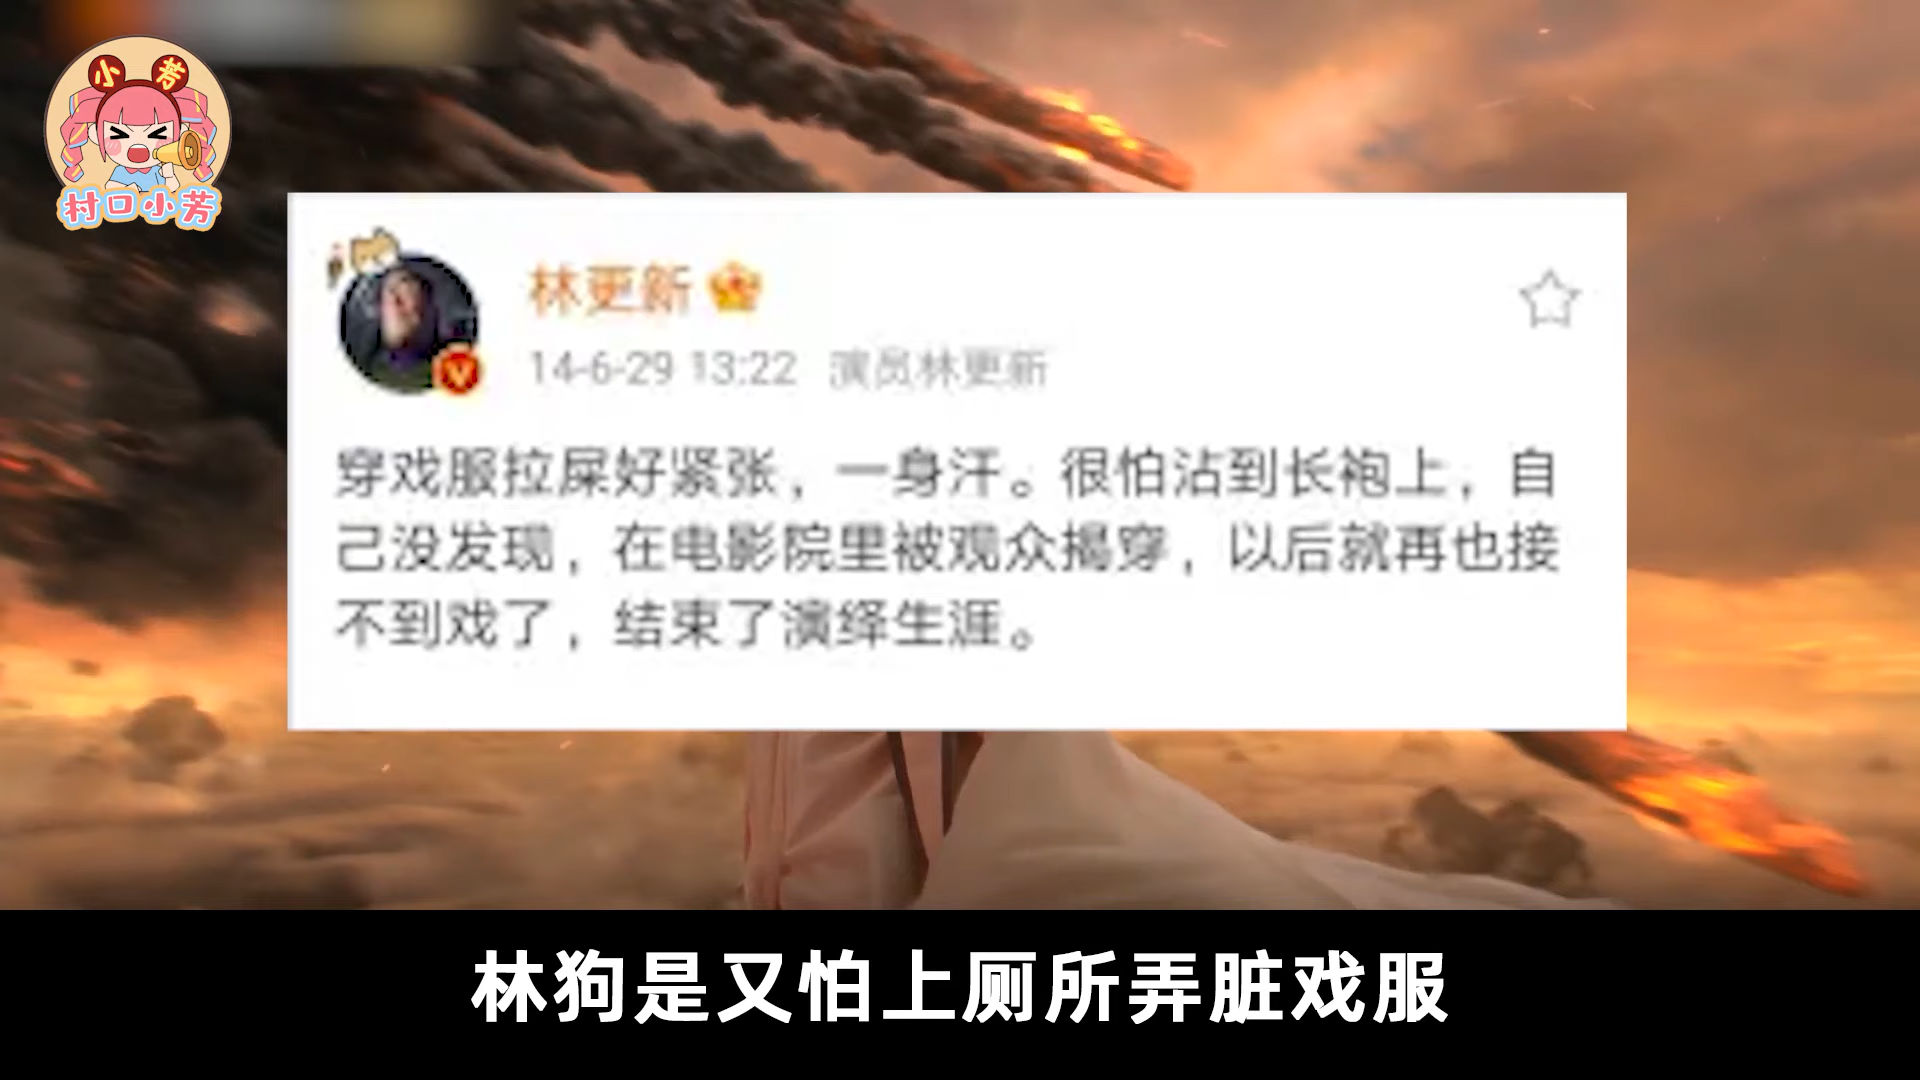 小芳
村口小芳
林更新
14-6-29 13:22 演员林更新
穿戏服拉屎好紧张，一身汗。很怕沾到长袍上，自
己没发现，在电影院里被观众揭穿，以后就再也接
不到戏了，结束了演绎生涯。
林狗是又怕上厕所弄脏戏服